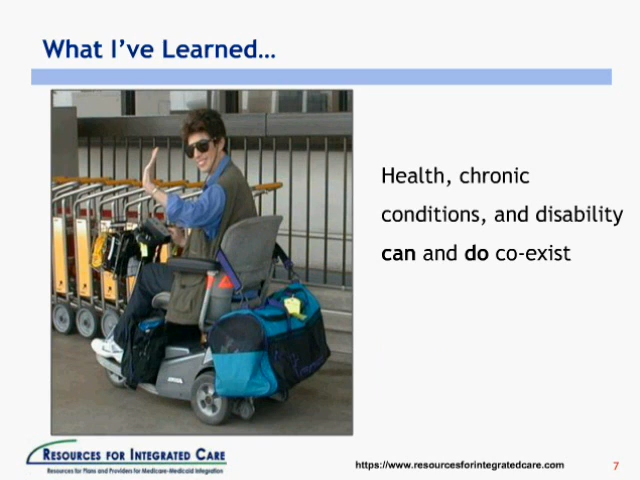 What I've Learned...
Health, chronic
conditions, and disability
can and do co-exist
RESOURCES FOR INTEGRATED CARE
Resources for Plans and Providers for Medicare-Medicaid Integration
https://www.resourcesforintegratedcare.com
7